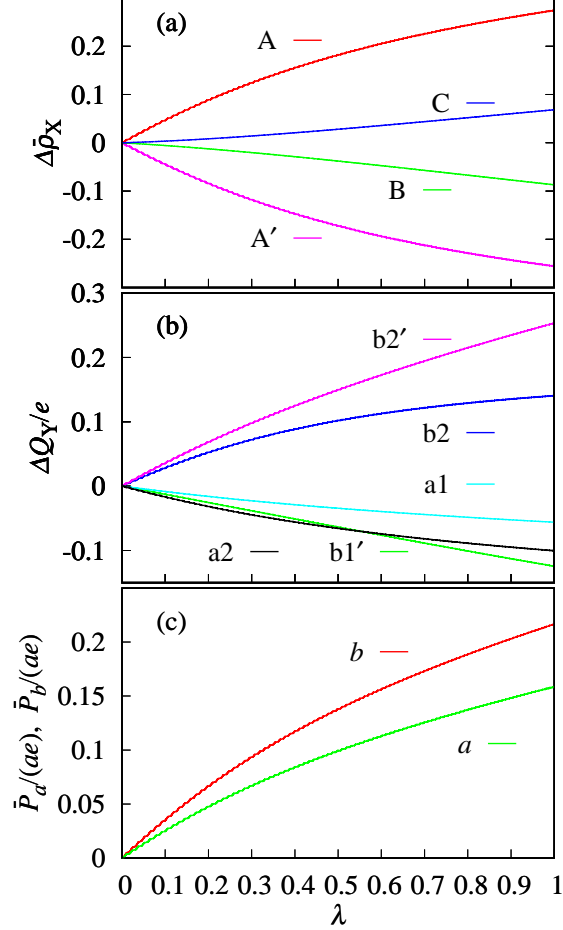 (a)
A
0.2
0.1
C
Δρ̄X
0
-0.1
B
-0.2
A′
0.3
(b)
b2′
0.2
b2
ΔQY/e
0.1
a1
0
-0.1
a2
b1′
(c)
0.2
b
P̄a/(ae), P̄b/(ae)
0.15
a
0.1
0.05
0
0 0.1 0.2 0.3 0.4 0.5 0.6 0.7 0.8 0.9 1
λ